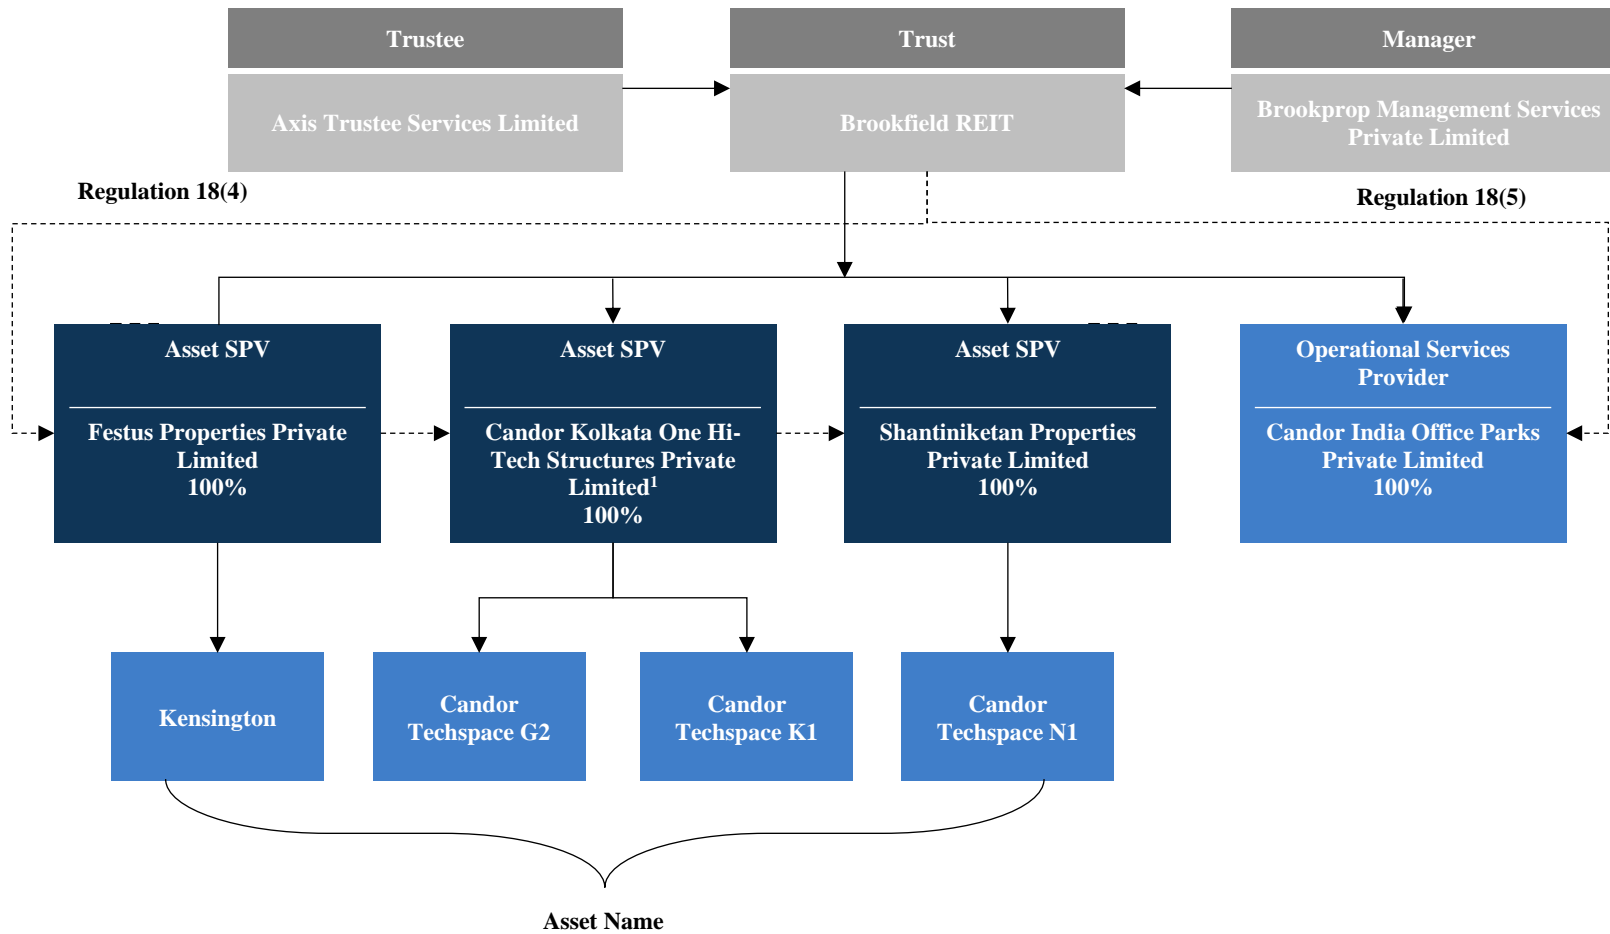 Trustee
Trust
Manager
Axis Trustee Services Limited
Brookfield REIT
Brookprop Management Services
Private Limited
Regulation 18(4)
Regulation 18(5)
Asset SPV
Festus Properties Private
Limited
100%
Asset SPV
Candor Kolkata One Hi-
Tech Structures Private
Limited¹
100%
Asset SPV
Shantiniketan Properties
Private Limited
100%
Operational Services
Provider
Candor India Office Parks
Private Limited
100%
Kensington
Candor
Techspace G2
Candor
Techspace K1
Candor
Techspace N1
Asset Name